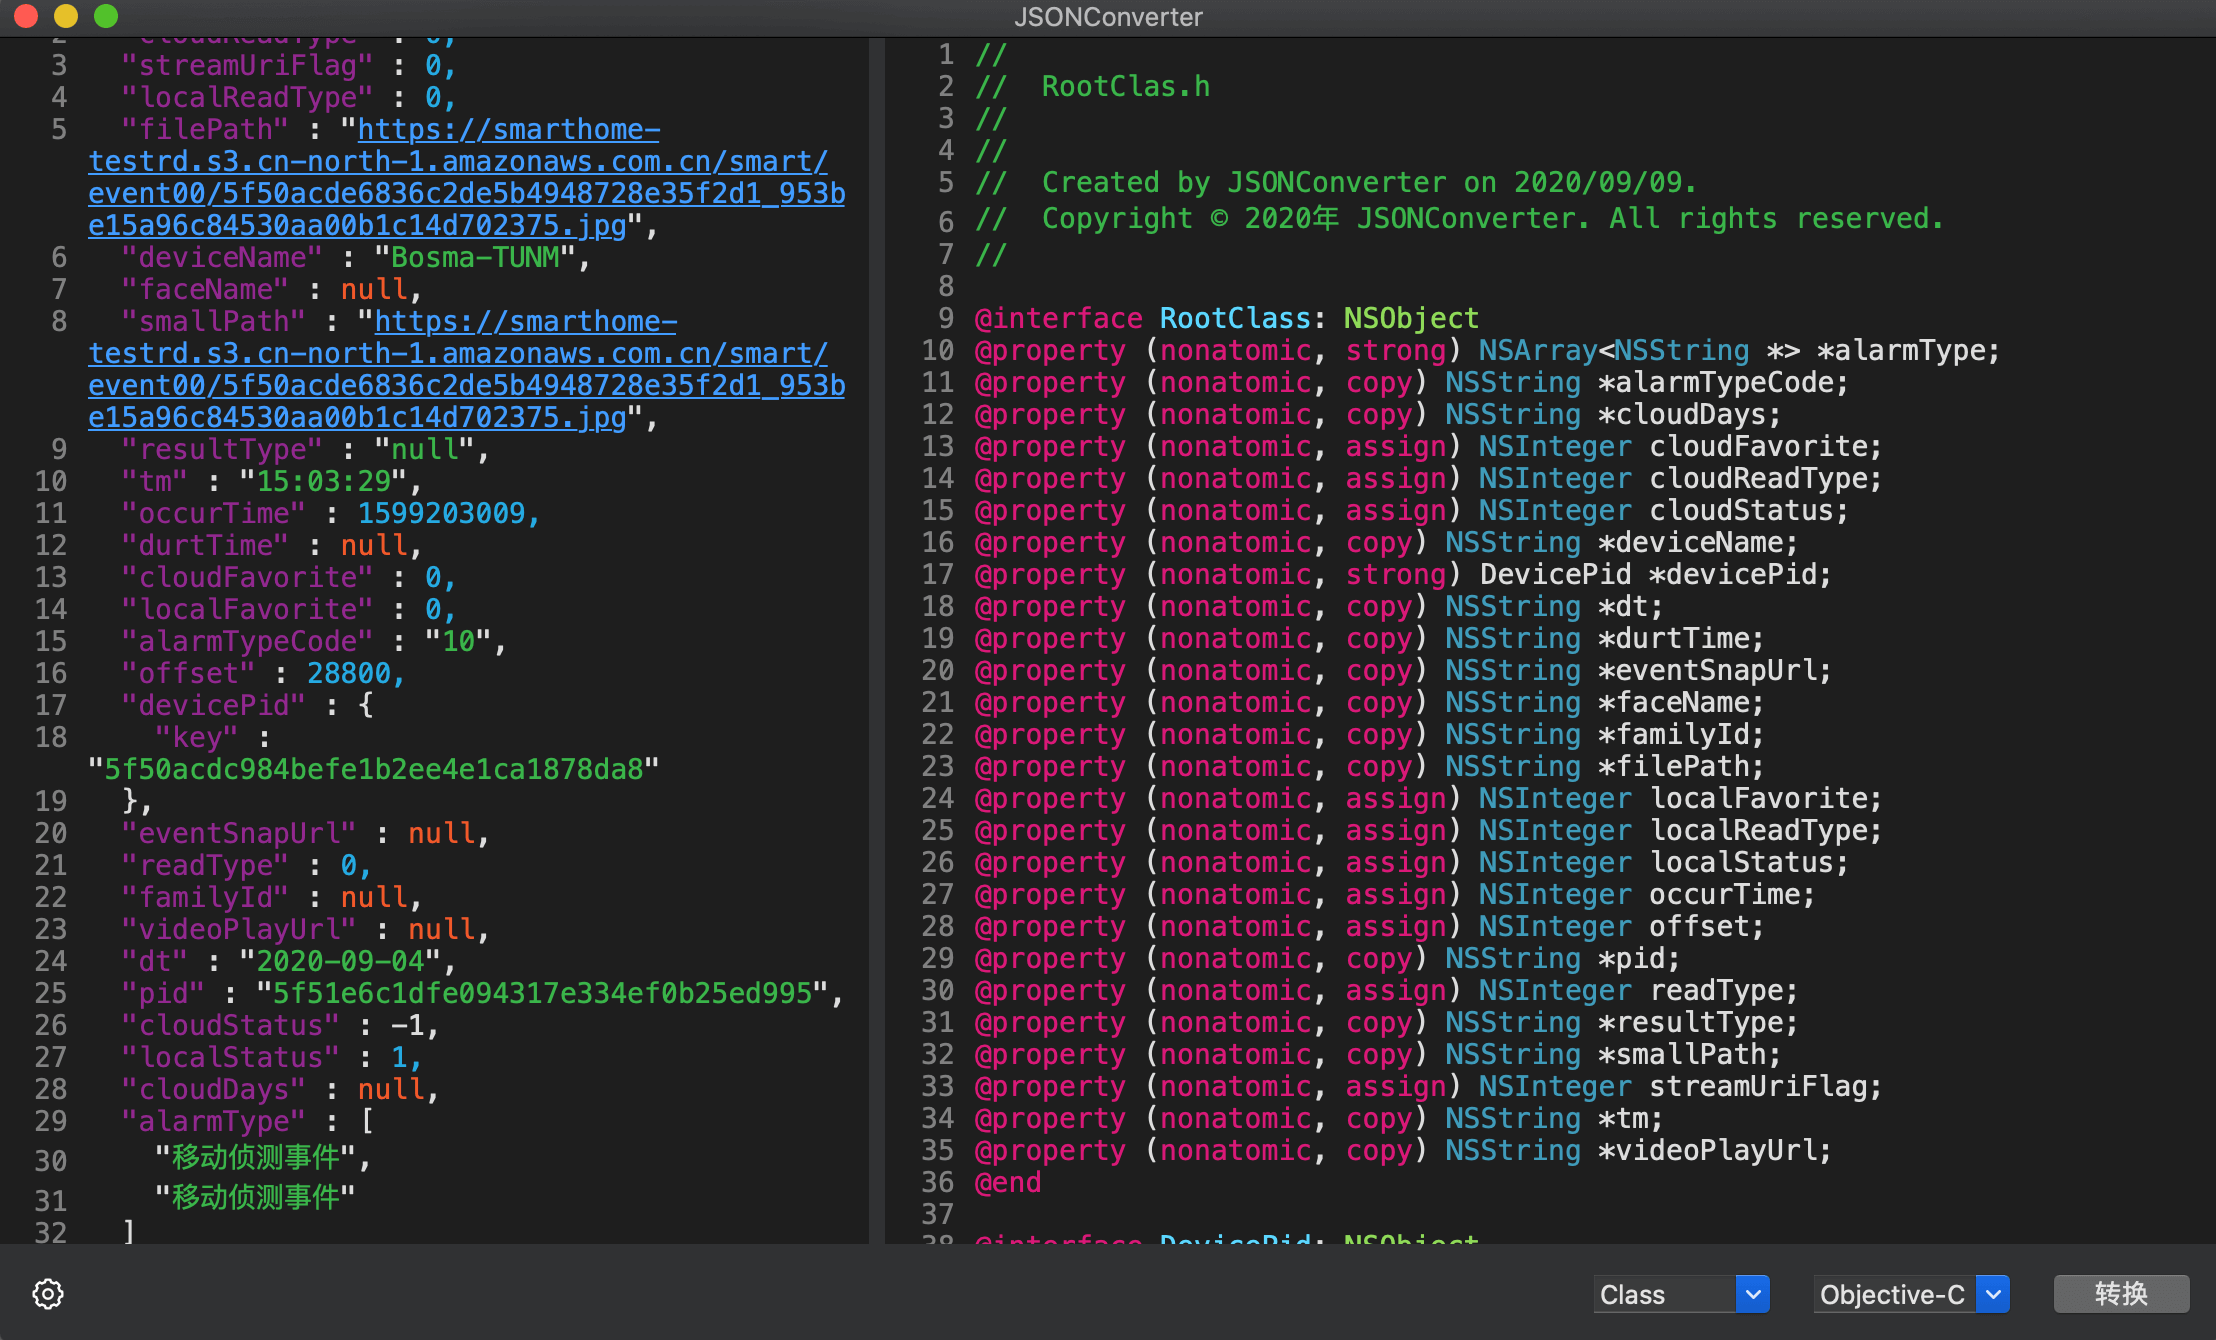 JSONConverter
2 "cloudReadType" : 0,
3 "streamUriFlag" : 0,
4 "localReadType" : 0,
5 "filePath" : "https://smarthome-
testrd.s3.cn-north-1.amazonaws.com.cn/smart/
event00/5f50acde6836c2de5b4948728e35f2d1_953b
e15a96c84530aa00b1c14d702375.jpg",
6 "deviceName" : "Bosma-TUNM",
7 "faceName" : null,
8 "smallPath" : "https://smarthome-
testrd.s3.cn-north-1.amazonaws.com.cn/smart/
event00/5f50acde6836c2de5b4948728e35f2d1_953b
e15a96c84530aa00b1c14d702375.jpg",
9 "resultType" : "null",
10 "tm" : "15:03:29",
11 "occurTime" : 1599203009,
12 "durtTime" : null,
13 "cloudFavorite" : 0,
14 "localFavorite" : 0,
15 "alarmTypeCode" : "10",
16 "offset" : 28800,
17 "devicePid" : {
18 "key" :
"5f50acdc984befe1b2ee4e1ca1878da8"
19 },
20 "eventSnapUrl" : null,
21 "readType" : 0,
22 "familyId" : null,
23 "videoPlayUrl" : null,
24 "dt" : "2020-09-04",
25 "pid" : "5f51e6c1dfe094317e334ef0b25ed995",
26 "cloudStatus" : -1,
27 "localStatus" : 1,
28 "cloudDays" : null,
29 "alarmType" : [
30 "移动侦测事件",
31 "移动侦测事件"
32 ]
1 //
2 // RootClas.h
3 //
4 //
5 // Created by JSONConverter on 2020/09/09.
6 // Copyright © 2020年 JSONConverter. All rights reserved.
7 //
8
9 @interface RootClass: NSObject
10 @property (nonatomic, strong) NSArray<NSString *> *alarmType;
11 @property (nonatomic, copy) NSString *alarmTypeCode;
12 @property (nonatomic, copy) NSString *cloudDays;
13 @property (nonatomic, assign) NSInteger cloudFavorite;
14 @property (nonatomic, assign) NSInteger cloudReadType;
15 @property (nonatomic, assign) NSInteger cloudStatus;
16 @property (nonatomic, copy) NSString *deviceName;
17 @property (nonatomic, strong) DevicePid *devicePid;
18 @property (nonatomic, copy) NSString *dt;
19 @property (nonatomic, copy) NSString *durtTime;
20 @property (nonatomic, copy) NSString *eventSnapUrl;
21 @property (nonatomic, copy) NSString *faceName;
22 @property (nonatomic, copy) NSString *familyId;
23 @property (nonatomic, copy) NSString *filePath;
24 @property (nonatomic, assign) NSInteger localFavorite;
25 @property (nonatomic, assign) NSInteger localReadType;
26 @property (nonatomic, assign) NSInteger localStatus;
27 @property (nonatomic, assign) NSInteger occurTime;
28 @property (nonatomic, assign) NSInteger offset;
29 @property (nonatomic, copy) NSString *pid;
30 @property (nonatomic, assign) NSInteger readType;
31 @property (nonatomic, copy) NSString *resultType;
32 @property (nonatomic, copy) NSString *smallPath;
33 @property (nonatomic, assign) NSInteger streamUriFlag;
34 @property (nonatomic, copy) NSString *tm;
35 @property (nonatomic, copy) NSString *videoPlayUrl;
36 @end
37
38 @interface DevicePid: NSObject
Class
Objective-C
转换